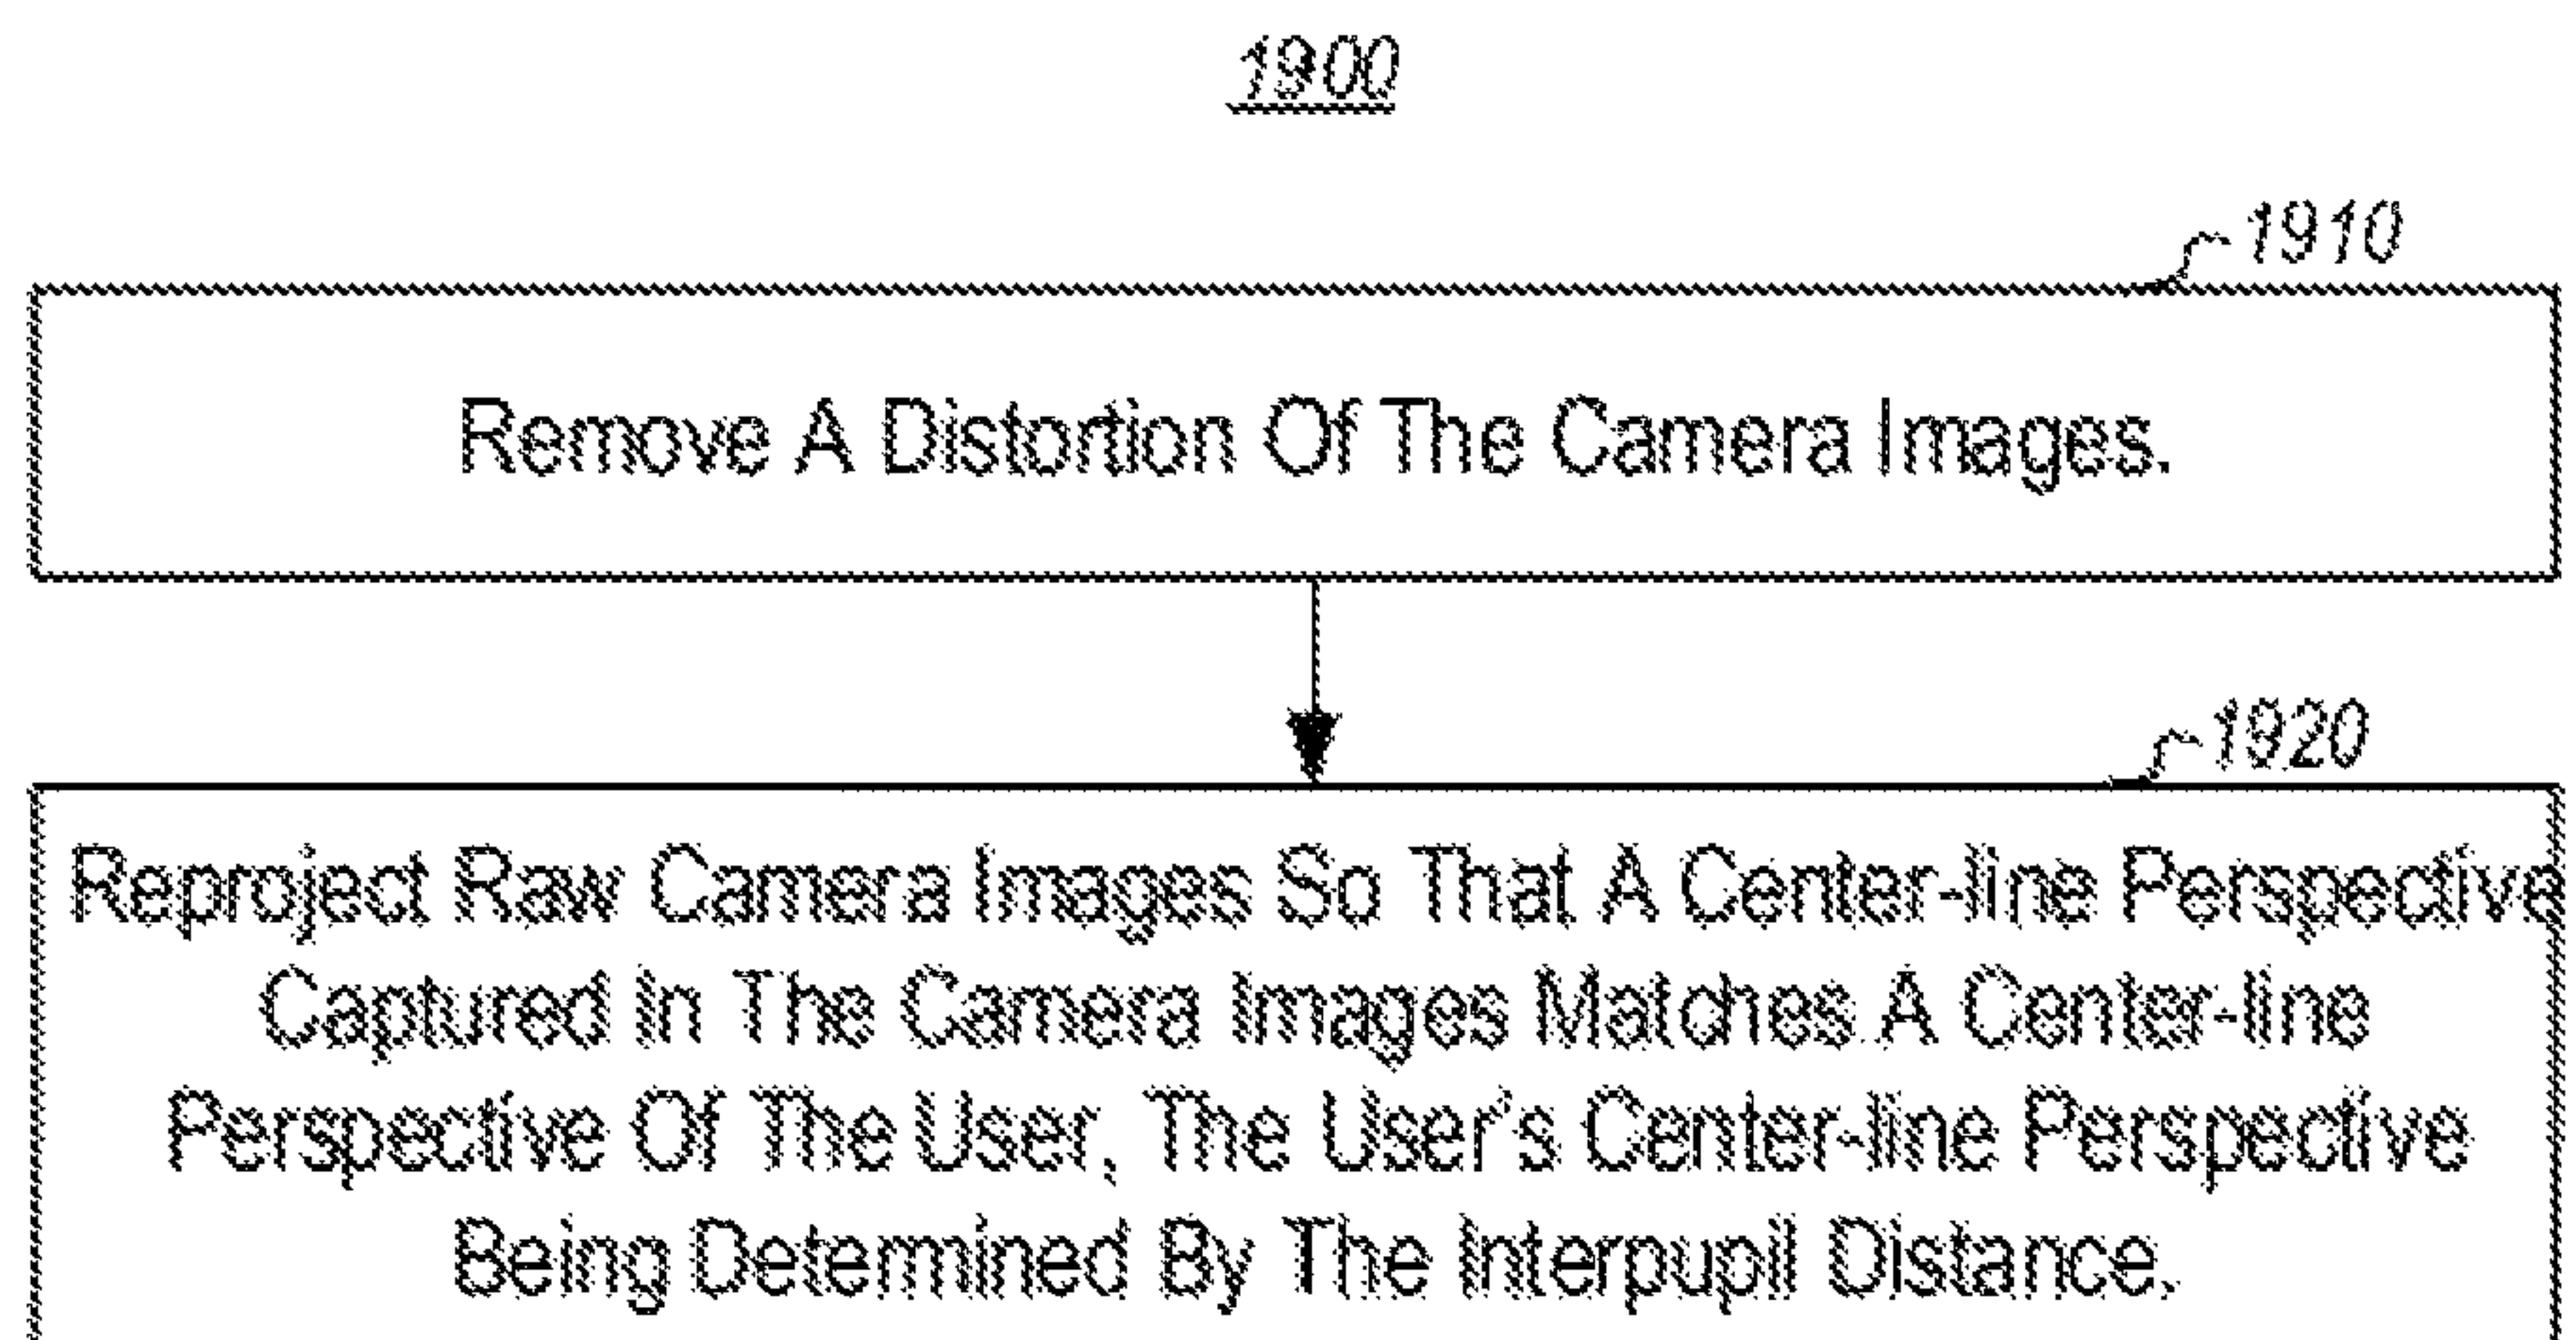 1900
1910
Remove A Distortion Of The Camera Images.
1920
Reproject Raw Camera Images So That A Center-line Perspective
Captured In The Camera Images Matches A Center-line
Perspective Of The User, The User's Center-line Perspective
Being Determined By The Interpupil Distance.